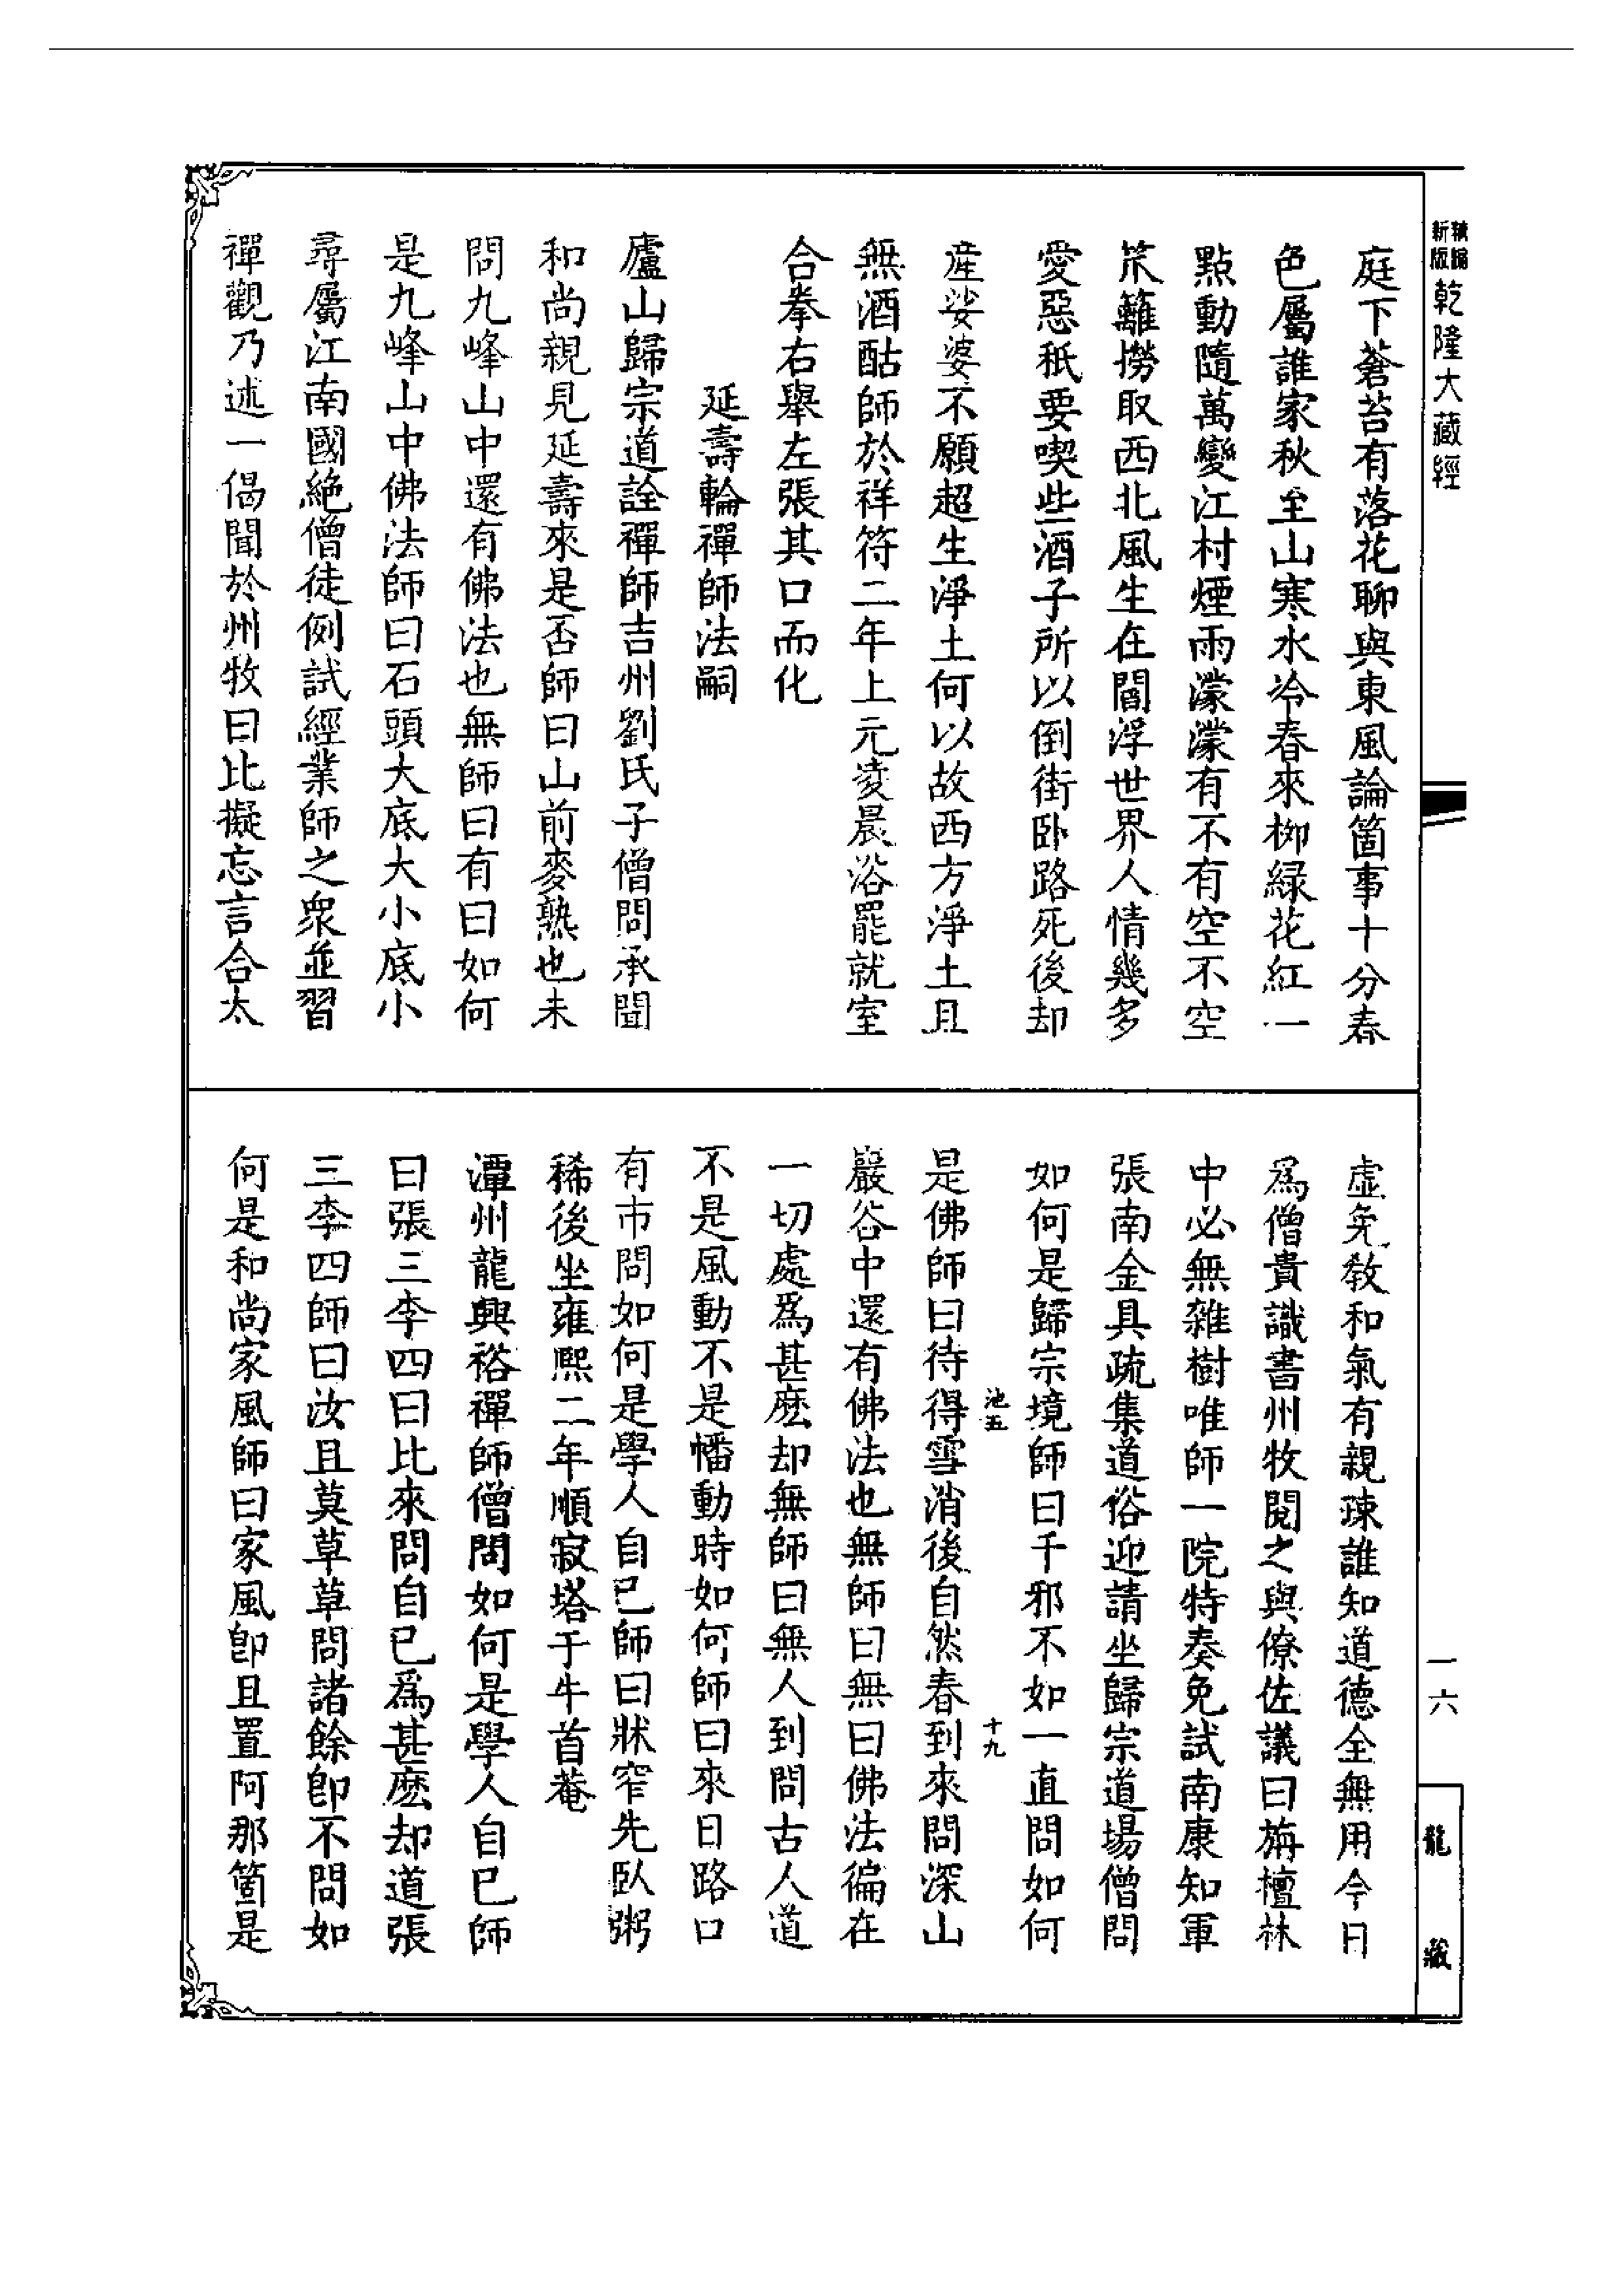 新版
乾隆大藏經
庭下蒼苔有落花聊與東風論箇事十分春
色屬誰家秋至山寒水冷春來柳綠花紅一
點動隨萬變江村煙雨濛濛有不有空不空
笊籬撈取西北風生在閻浮世界人情幾多
愛惡秖要喫些酒子所以倒街卧路死後却
産娑婆不願超生淨土何以故西方淨土且
無酒酤師於祥符二年上元凌晨浴罷就室
合拳右舉左張其口而化
延壽輪禪師法嗣
廬山歸宗道詮禪師吉州劉氏子僧問承聞
和尚親見延壽來是否師曰山前麥熟也未
問九峰山中還有佛法也無師曰有曰如何
是九峰山中佛法師曰石頭大底大小底小
尋屬江南國絶僧徒例試經業師之衆並習
禪觀乃述一偈聞於州牧曰比擬忘言合太
虚免教和氣有親疎誰知道德全無用今日
爲僧貴識書州牧閱之與僚佐議曰旃檀林
中必無雜樹唯師一院特奏免試南康知軍
張南金具疏集道俗迎請坐歸宗道場僧問
如何是歸宗境師曰千邪不如一直問如何
池五
十九
是佛師曰待得雪消後自然春到來問深山
巖谷中還有佛法也無師曰無曰佛法徧在
一切處爲甚麽却無師曰無人到問古人道
不是風動不是幡動時如何師曰來日路口
有市問如何是學人自已師曰牀窄先臥粥
稀後坐雍熙二年順寂塔于牛首菴
潭州龍興裕禪師僧問如何是學人自巳師
曰張三李四曰比來問自已爲甚麽却道張
三李四師曰汝且莫草草問諸餘卽不問如
何是和尚家風師曰家風卽且置阿那箇是
一六
龍藏